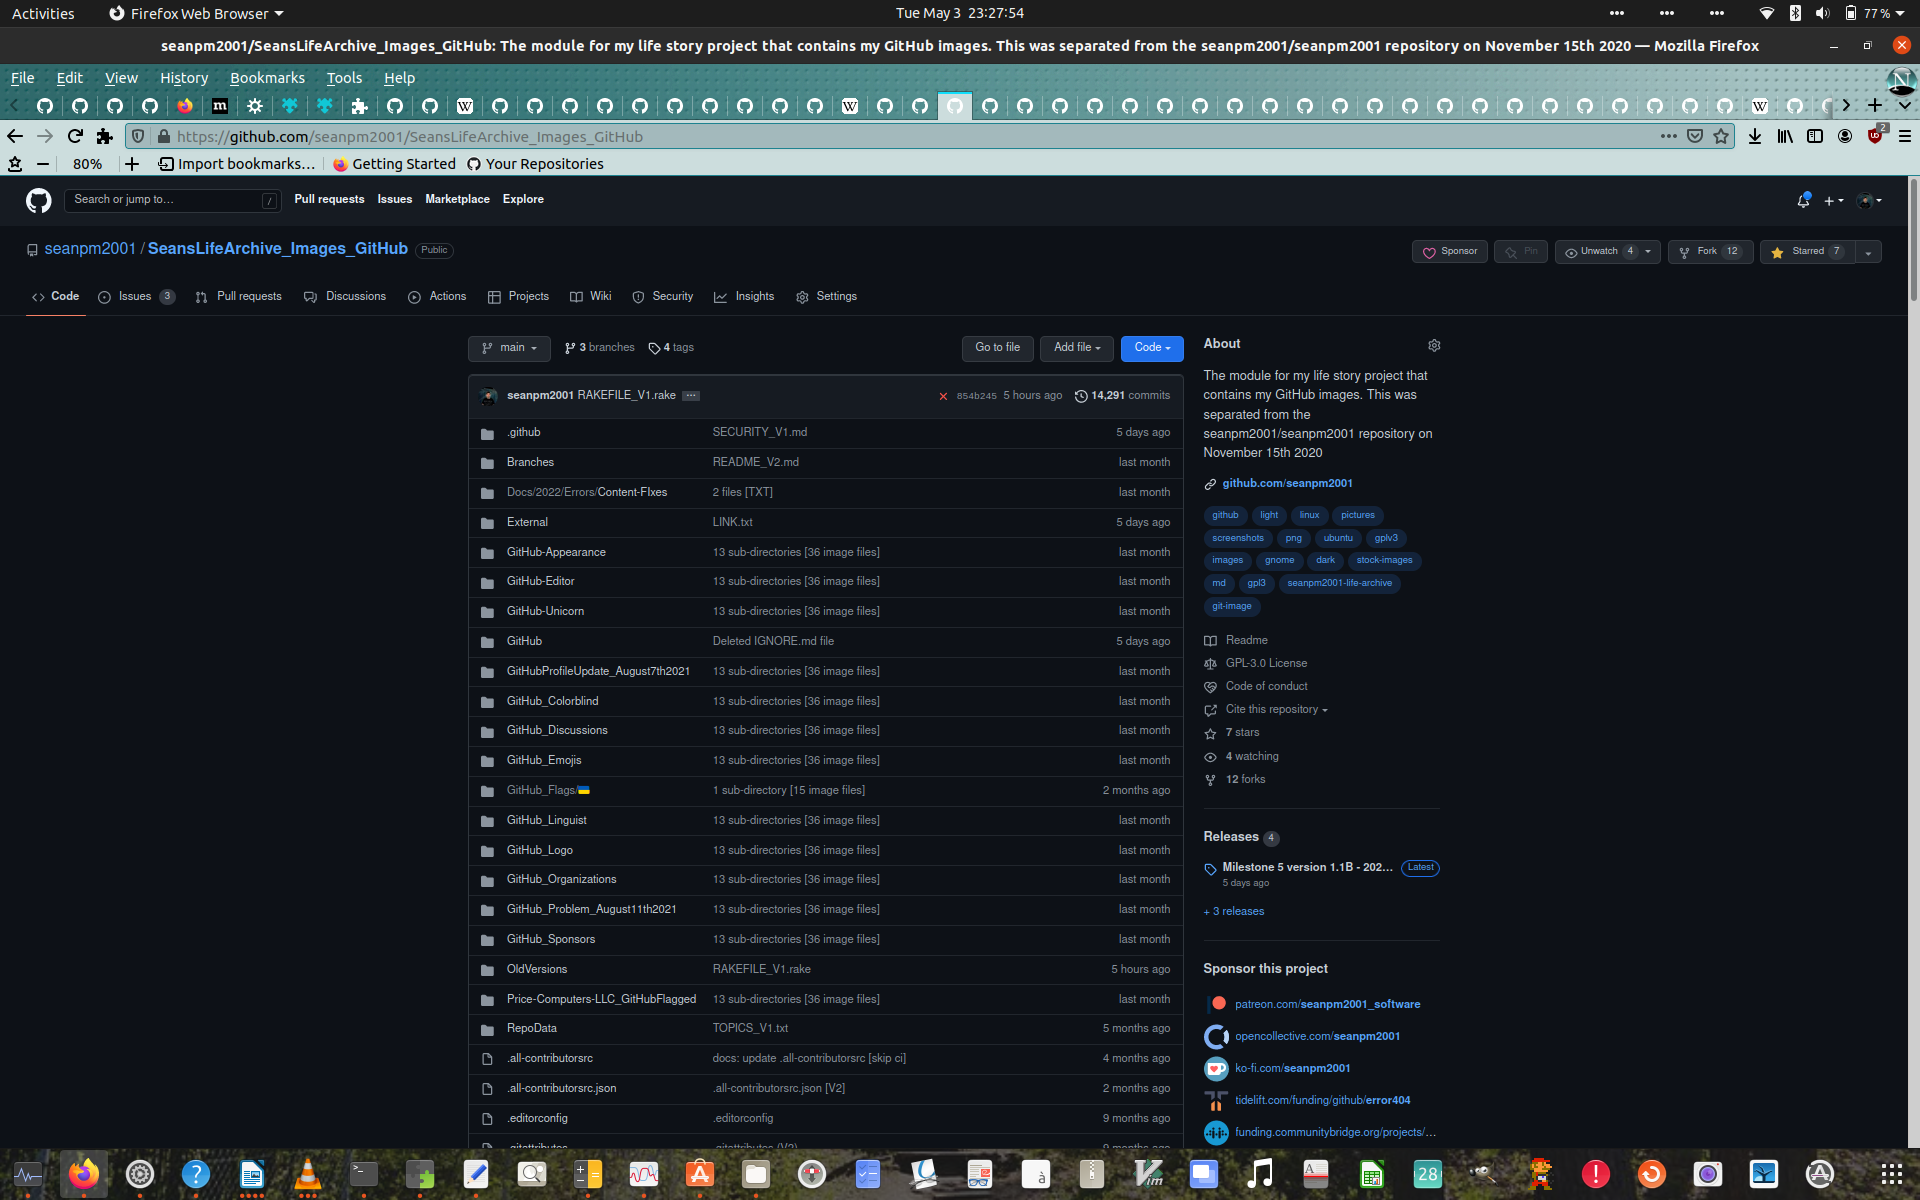 Activities
Firefox Web Browser
Tue May 3 23:27:54
77 %
seanpm2001/SeansLifeArchive_Images_GitHub: The module for my life story project that contains my GitHub images. This was separated from the seanpm2001/seanpm2001 repository on November 15th 2020 — Mozilla Firefox
File Edit View History Bookmarks Tools Help
https://github.com/seanpm2001/SeansLifeArchive_Images_GitHub
2
80%
Import bookmarks…
Getting Started
Your Repositories
Search or jump to…
/
Pull requests Issues Marketplace Explore
seanpm2001 / SeansLifeArchive_Images_GitHub
Public
Sponsor
Pin
Unwatch 4
Fork 12
Starred 7
Code
Issues 3
Pull requests
Discussions
Actions
Projects
Wiki
Security
Insights
Settings
main
3 branches
4 tags
Go to file
Add file
Code
seanpm2001 RAKEFILE_V1.rake
854b245 5 hours ago
14,291 commits
.github SECURITY_V1.md 5 days ago
Branches README_V2.md last month
Docs/2022/Errors/Content-FIxes 2 files [TXT] last month
External LINK.txt 5 days ago
GitHub-Appearance 13 sub-directories [36 image files] last month
GitHub-Editor 13 sub-directories [36 image files] last month
GitHub-Unicorn 13 sub-directories [36 image files] last month
GitHub Deleted IGNORE.md file 5 days ago
GitHubProfileUpdate_August7th2021 13 sub-directories [36 image files] last month
GitHub_Colorblind 13 sub-directories [36 image files] last month
GitHub_Discussions 13 sub-directories [36 image files] last month
GitHub_Emojis 13 sub-directories [36 image files] last month
GitHub_Flags/🇺🇦 1 sub-directory [15 image files] 2 months ago
GitHub_Linguist 13 sub-directories [36 image files] last month
GitHub_Logo 13 sub-directories [36 image files] last month
GitHub_Organizations 13 sub-directories [36 image files] last month
GitHub_Problem_August11th2021 13 sub-directories [36 image files] last month
GitHub_Sponsors 13 sub-directories [36 image files] last month
OldVersions RAKEFILE_V1.rake 5 hours ago
Price-Computers-LLC_GitHubFlagged 13 sub-directories [36 image files] last month
RepoData TOPICS_V1.txt 5 months ago
.all-contributorsrc docs: update .all-contributorsrc [skip ci] 4 months ago
.all-contributorsrc.json .all-contributorsrc.json [V2] 2 months ago
.editorconfig .editorconfig 9 months ago
.gitattributes .gitattributes (V2) 9 months ago
About
The module for my life story project that
contains my GitHub images. This was
separated from the
seanpm2001/seanpm2001 repository on
November 15th 2020
github.com/seanpm2001
github light linux pictures
screenshots png ubuntu gplv3
images gnome dark stock-images
md gpl3 seanpm2001-life-archive
git-image
Readme
GPL-3.0 License
Code of conduct
Cite this repository
7 stars
4 watching
12 forks
Releases 4
Milestone 5 version 1.1B - 202…
Latest
5 days ago
+ 3 releases
Sponsor this project
patreon.com/seanpm2001_software
opencollective.com/seanpm2001
ko-fi.com/seanpm2001
tidelift.com/funding/github/error404
funding.communitybridge.org/projects/…
28